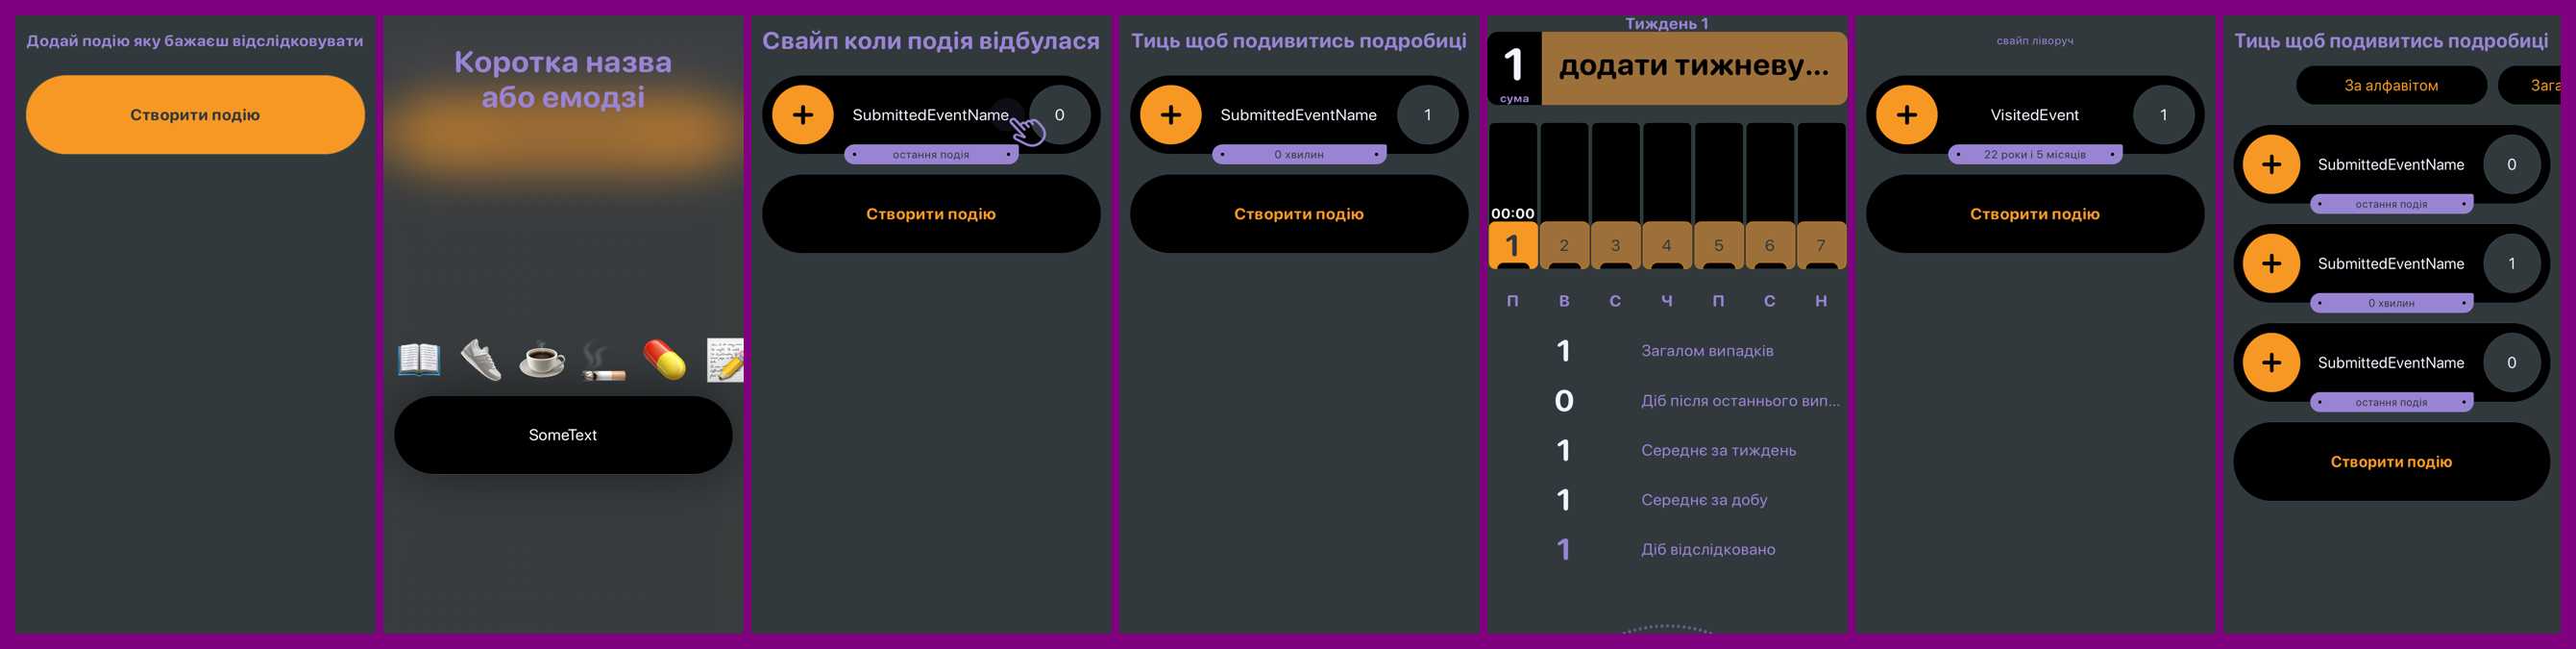 Додай подію яку бажаєш відслідковувати
Створити подію
Коротка назва
або емодзі
SomeText
Свайп коли подія відбулася
SubmittedEventName
0
остання подія
Створити подію
Тиць щоб подивитись подробиці
SubmittedEventName
1
0 хвилин
Створити подію
Тиждень 1
1
сума
додати тижневу...
00:00
1 2 3 4 5 6 7
П В С Ч П С Н
1 Загалом випадків
0 Діб після останнього вип...
1 Середнє за тиждень
1 Середнє за добу
1 Діб відслідковано
свайп ліворуч
VisitedEvent
1
22 роки і 5 місяців
Створити подію
Тиць щоб подивитись подробиці
За алфавітом
Зага
SubmittedEventName
0
остання подія
SubmittedEventName
1
0 хвилин
SubmittedEventName
0
остання подія
Створити подію